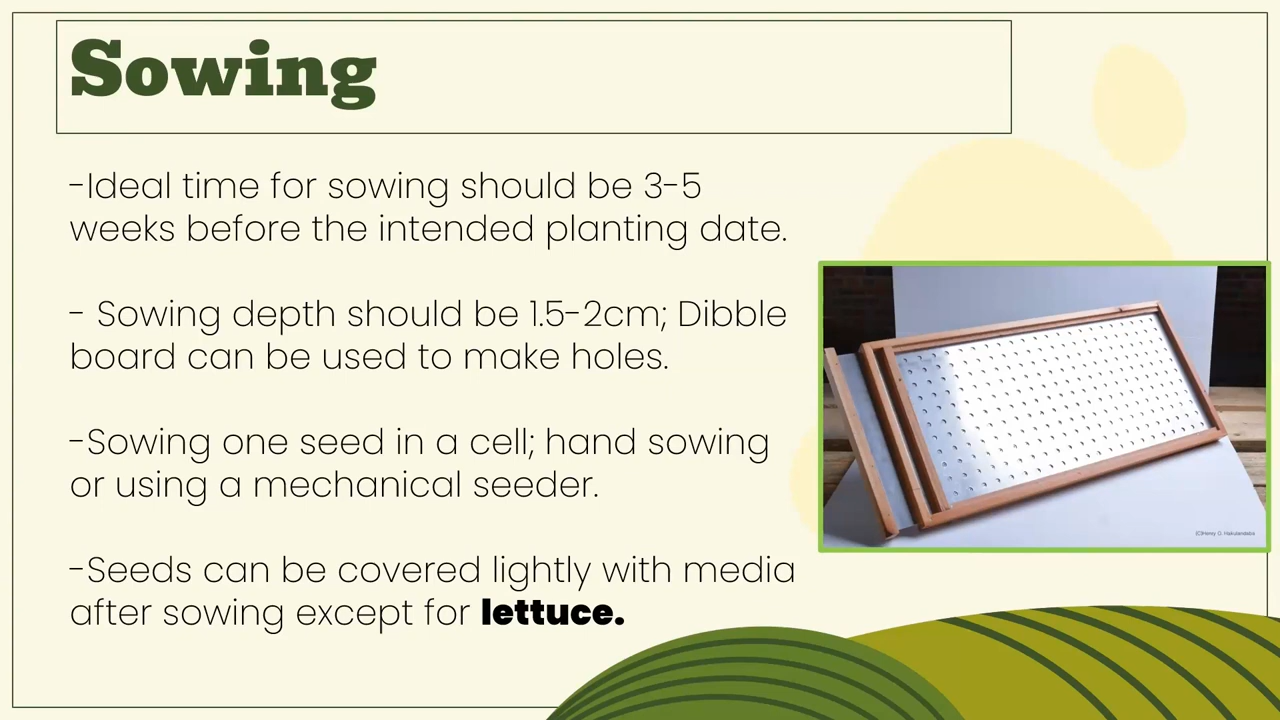 Sowing
-Ideal time for sowing should be 3-5
weeks before the intended planting date.
- Sowing depth should be 1.5-2cm; Dibble
board can be used to make holes.
-Sowing one seed in a cell; hand sowing
or using a mechanical seeder.
-Seeds can be covered lightly with media
after sowing except for lettuce.